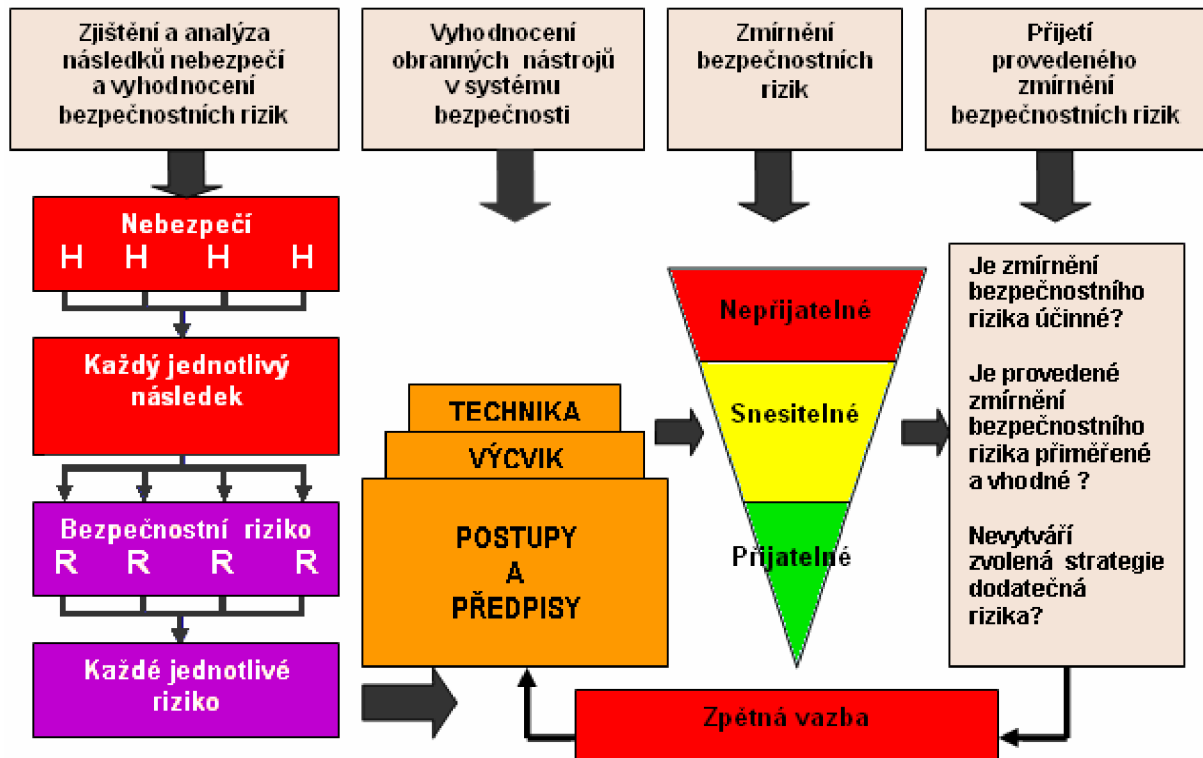 Zjištění a analýza
následků nebezpečí
a vyhodnocení
bezpečnostních rizik
Vyhodnocení
obranných nástrojů
v systému
bezpečnosti
Zmírnění
bezpečnostních
rizik
Přijetí
provedeného
zmírnění
bezpečnostních rizik
Nebezpečí
H H H H
Každý jednotlivý
následek
Bezpečnostní riziko
R R R R
Každé jednotlivé
riziko
TECHNIKA
VÝCVIK
POSTUPY
A
PŘEDPISY
Nepřijatelné
Snesitelné
Přijatelné
Je zmírnění
bezpečnostního
rizika účinné?
Je provedené
zmírnění
bezpečnostního
rizika přiměřené
a vhodné ?
Nevytváří
zvolená strategie
dodatečná
rizika?
Zpětná vazba